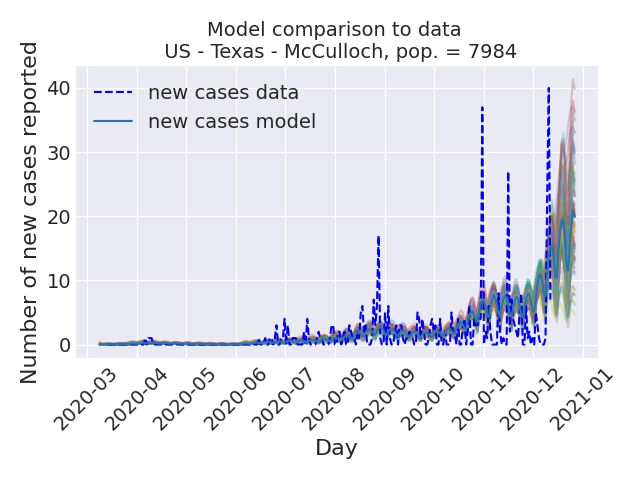 Model comparison to data
US - Texas - McCulloch, pop. = 7984
Number of new cases reported
new cases data
new cases model
40
30
20
10
0
2020-03
2020-04
2020-05
2020-06
2020-07
2020-08
2020-09
2020-10
2020-11
2020-12
2021-01
Day